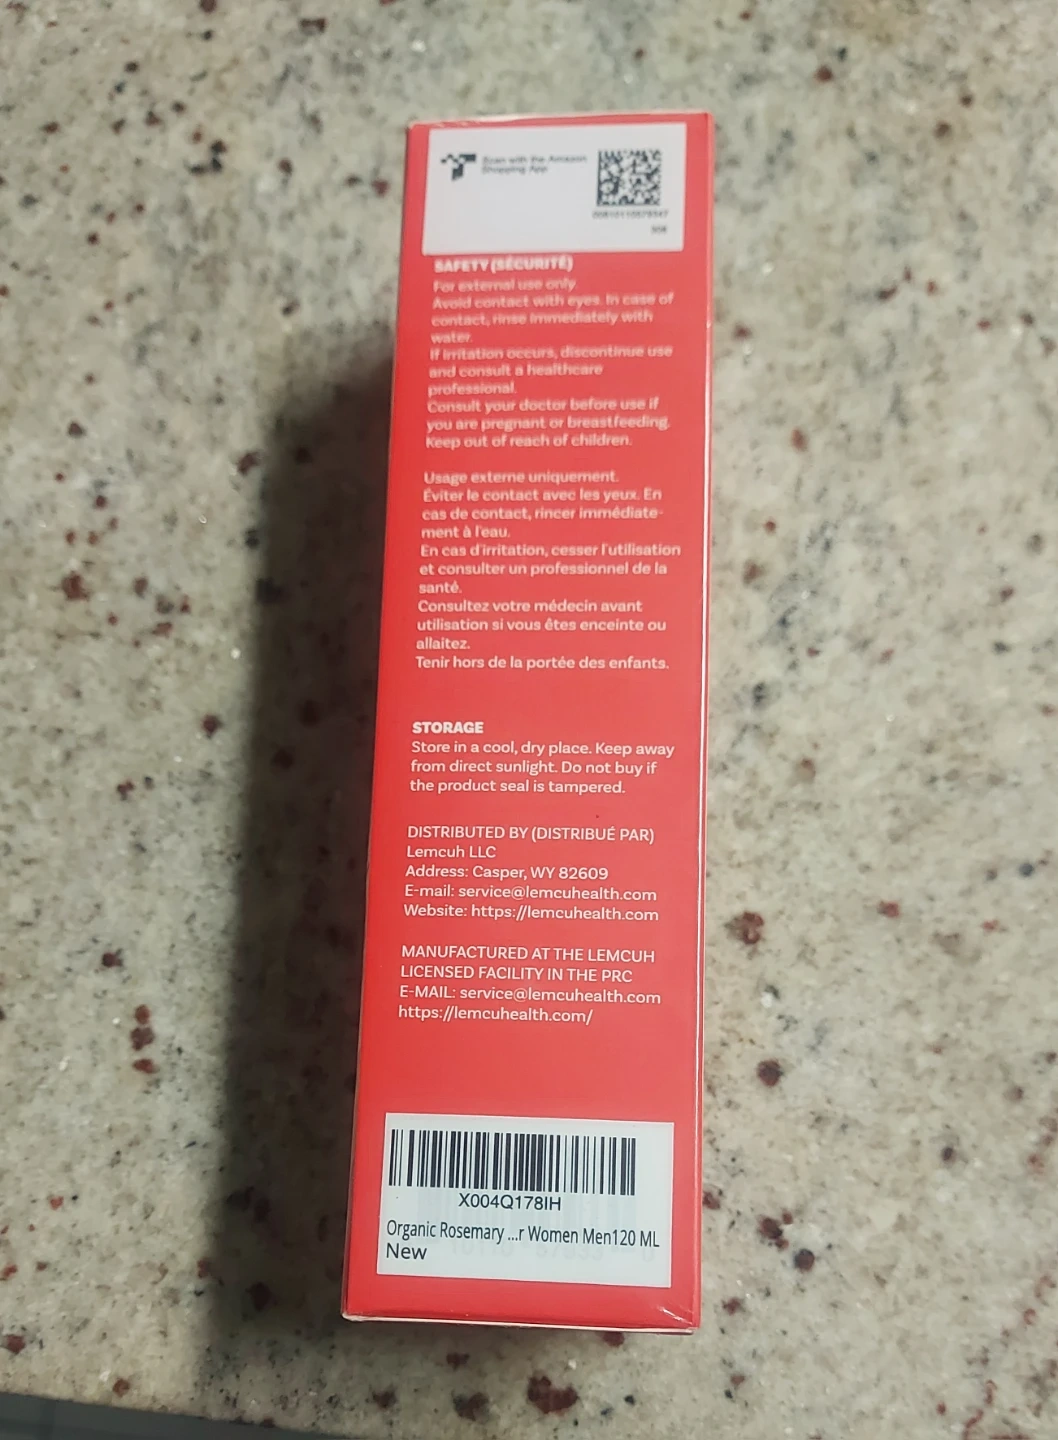 Scan with the Amazon
Shopping App
SAFETY (SÉCURITÉ)
For external use only.
Avoid contact with eyes. In case of
contact, rinse immediately with
water.
If irritation occurs, discontinue use
and consult a healthcare
professional.
Consult your doctor before use if
you are pregnant or breastfeeding.
Keep out of reach of children.
Usage externe uniquement.
Éviter le contact avec les yeux. En
cas de contact, rincer immédiate-
ment à l'eau.
En cas d'irritation, cesser l'utilisation
et consulter un professionnel de la
santé.
Consultez votre médecin avant
utilisation si vous êtes enceinte ou
allaitez.
Tenir hors de la portée des enfants.
STORAGE
Store in a cool, dry place. Keep away
from direct sunlight. Do not buy if
the product seal is tampered.
DISTRIBUTED BY (DISTRIBUÉ PAR)
Lemcuh LLC
Address: Casper, WY 82609
E-mail: service@lemcuhealth.com
Website: https://lemcuhealth.com
MANUFACTURED AT THE LEMCUH
LICENSED FACILITY IN THE PRC
E-MAIL: service@lemcuhealth.com
https://lemcuhealth.com/
X004Q178IH
Organic Rosemary ...r Women Men120 ML
New